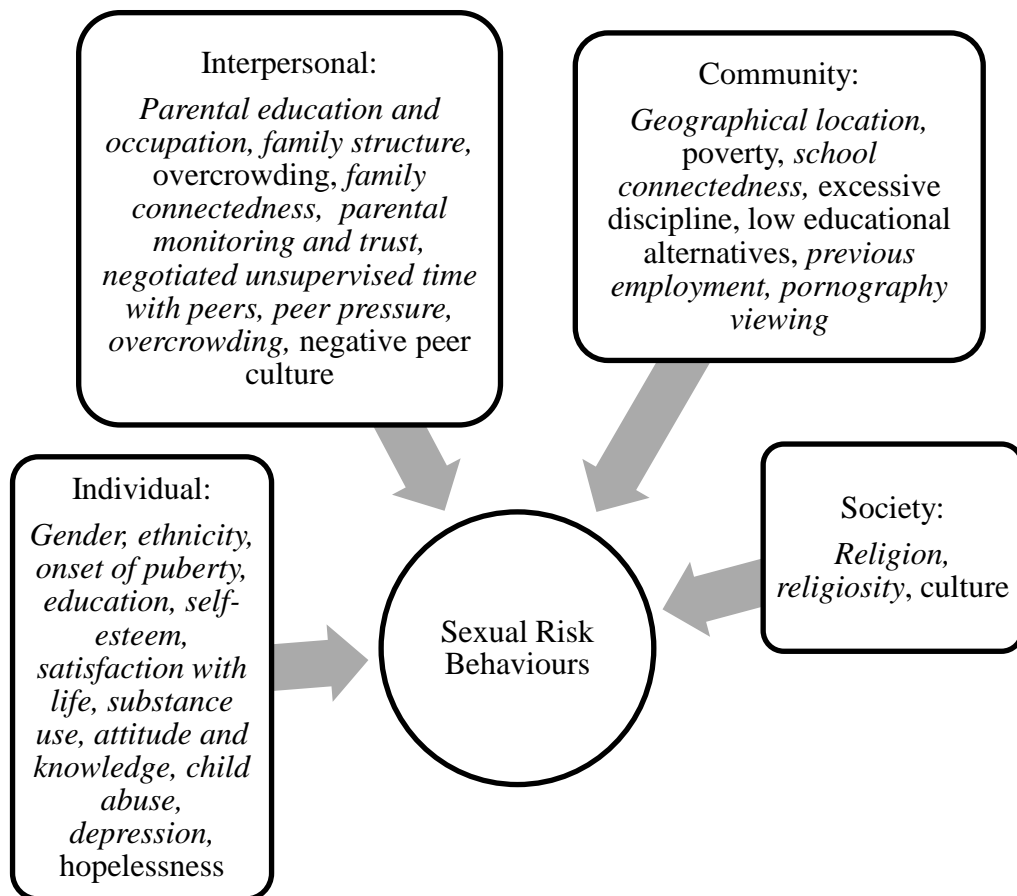 Interpersonal:
Parental education and
occupation, family structure,
overcrowding, family
connectedness, parental
monitoring and trust,
negotiated unsupervised time
with peers, peer pressure,
overcrowding, negative peer
culture
Community:
Geographical location,
poverty, school
connectedness, excessive
discipline, low educational
alternatives, previous
employment, pornography
viewing
Individual:
Gender, ethnicity,
onset of puberty,
education, self-
esteem,
satisfaction with
life, substance
use, attitude and
knowledge, child
abuse,
depression,
hopelessness
Sexual Risk
Behaviours
Society:
Religion,
religiosity, culture